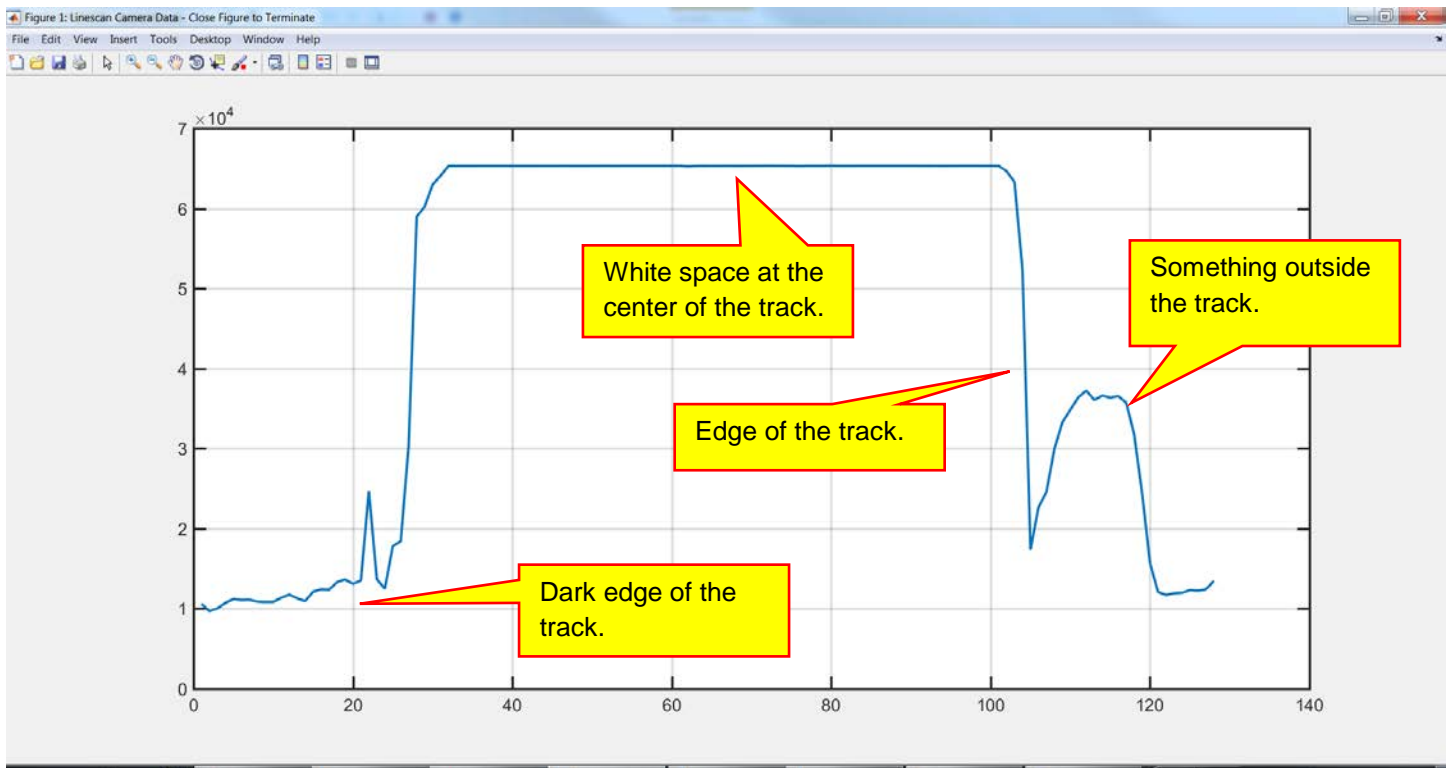 Figure 1: Linescan Camera Data - Close Figure to Terminate
File Edit View Insert Tools Desktop Window Help
×10⁴
7
6
5
4
3
2
1
0
0 20 40 60 80 100 120 140
White space at the
center of the track.
Something outside
the track.
Edge of the track.
Dark edge of the
track.